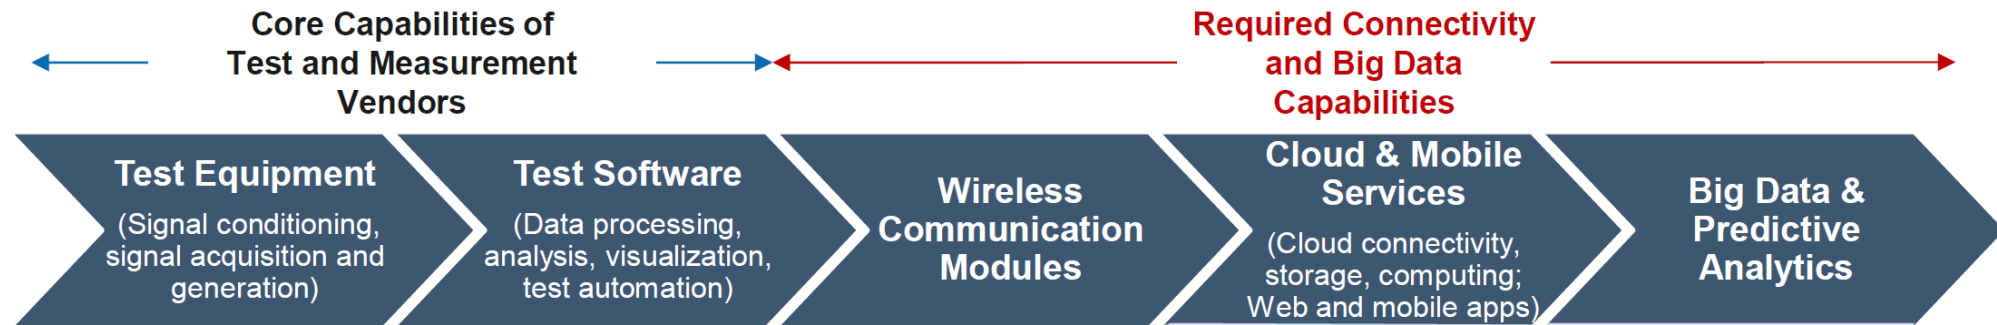 Core Capabilities of
Test and Measurement
Vendors
Required Connectivity
and Big Data
Capabilities
Test Equipment
(Signal conditioning,
signal acquisition and
generation)
Test Software
(Data processing,
analysis, visualization,
test automation)
Wireless
Communication
Modules
Cloud & Mobile
Services
(Cloud connectivity,
storage, computing;
Web and mobile apps)
Big Data &
Predictive
Analytics